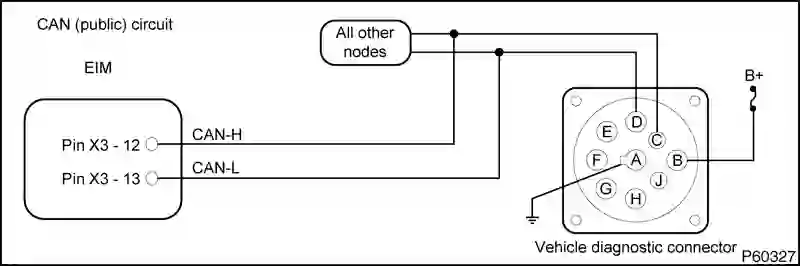 CAN (public) circuit
All other
nodes
EIM
B+
Pin X3 - 12
CAN-H
Pin X3 - 13
CAN-L
D
E
C
F
A
B
G
J
H
Vehicle diagnostic connector
P60327